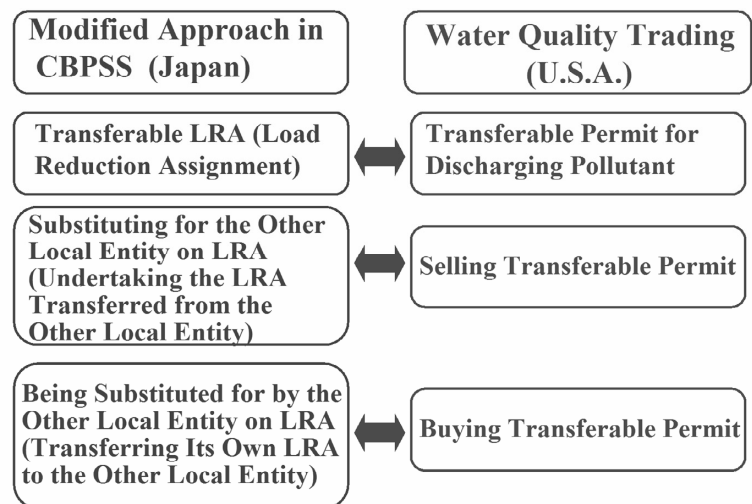 Modified Approach in
CBPSS (Japan)
Water Quality Trading
(U.S.A.)
Transferable LRA (Load
Reduction Assignment)
Transferable Permit for
Discharging Pollutant
Substituting for the Other
Local Entity on LRA
(Undertaking the LRA
Transferred from the
Other Local Entity)
Selling Transferable Permit
Being Substituted for by the
Other Local Entity on LRA
(Transferring Its Own LRA
to the Other Local Entity)
Buying Transferable Permit